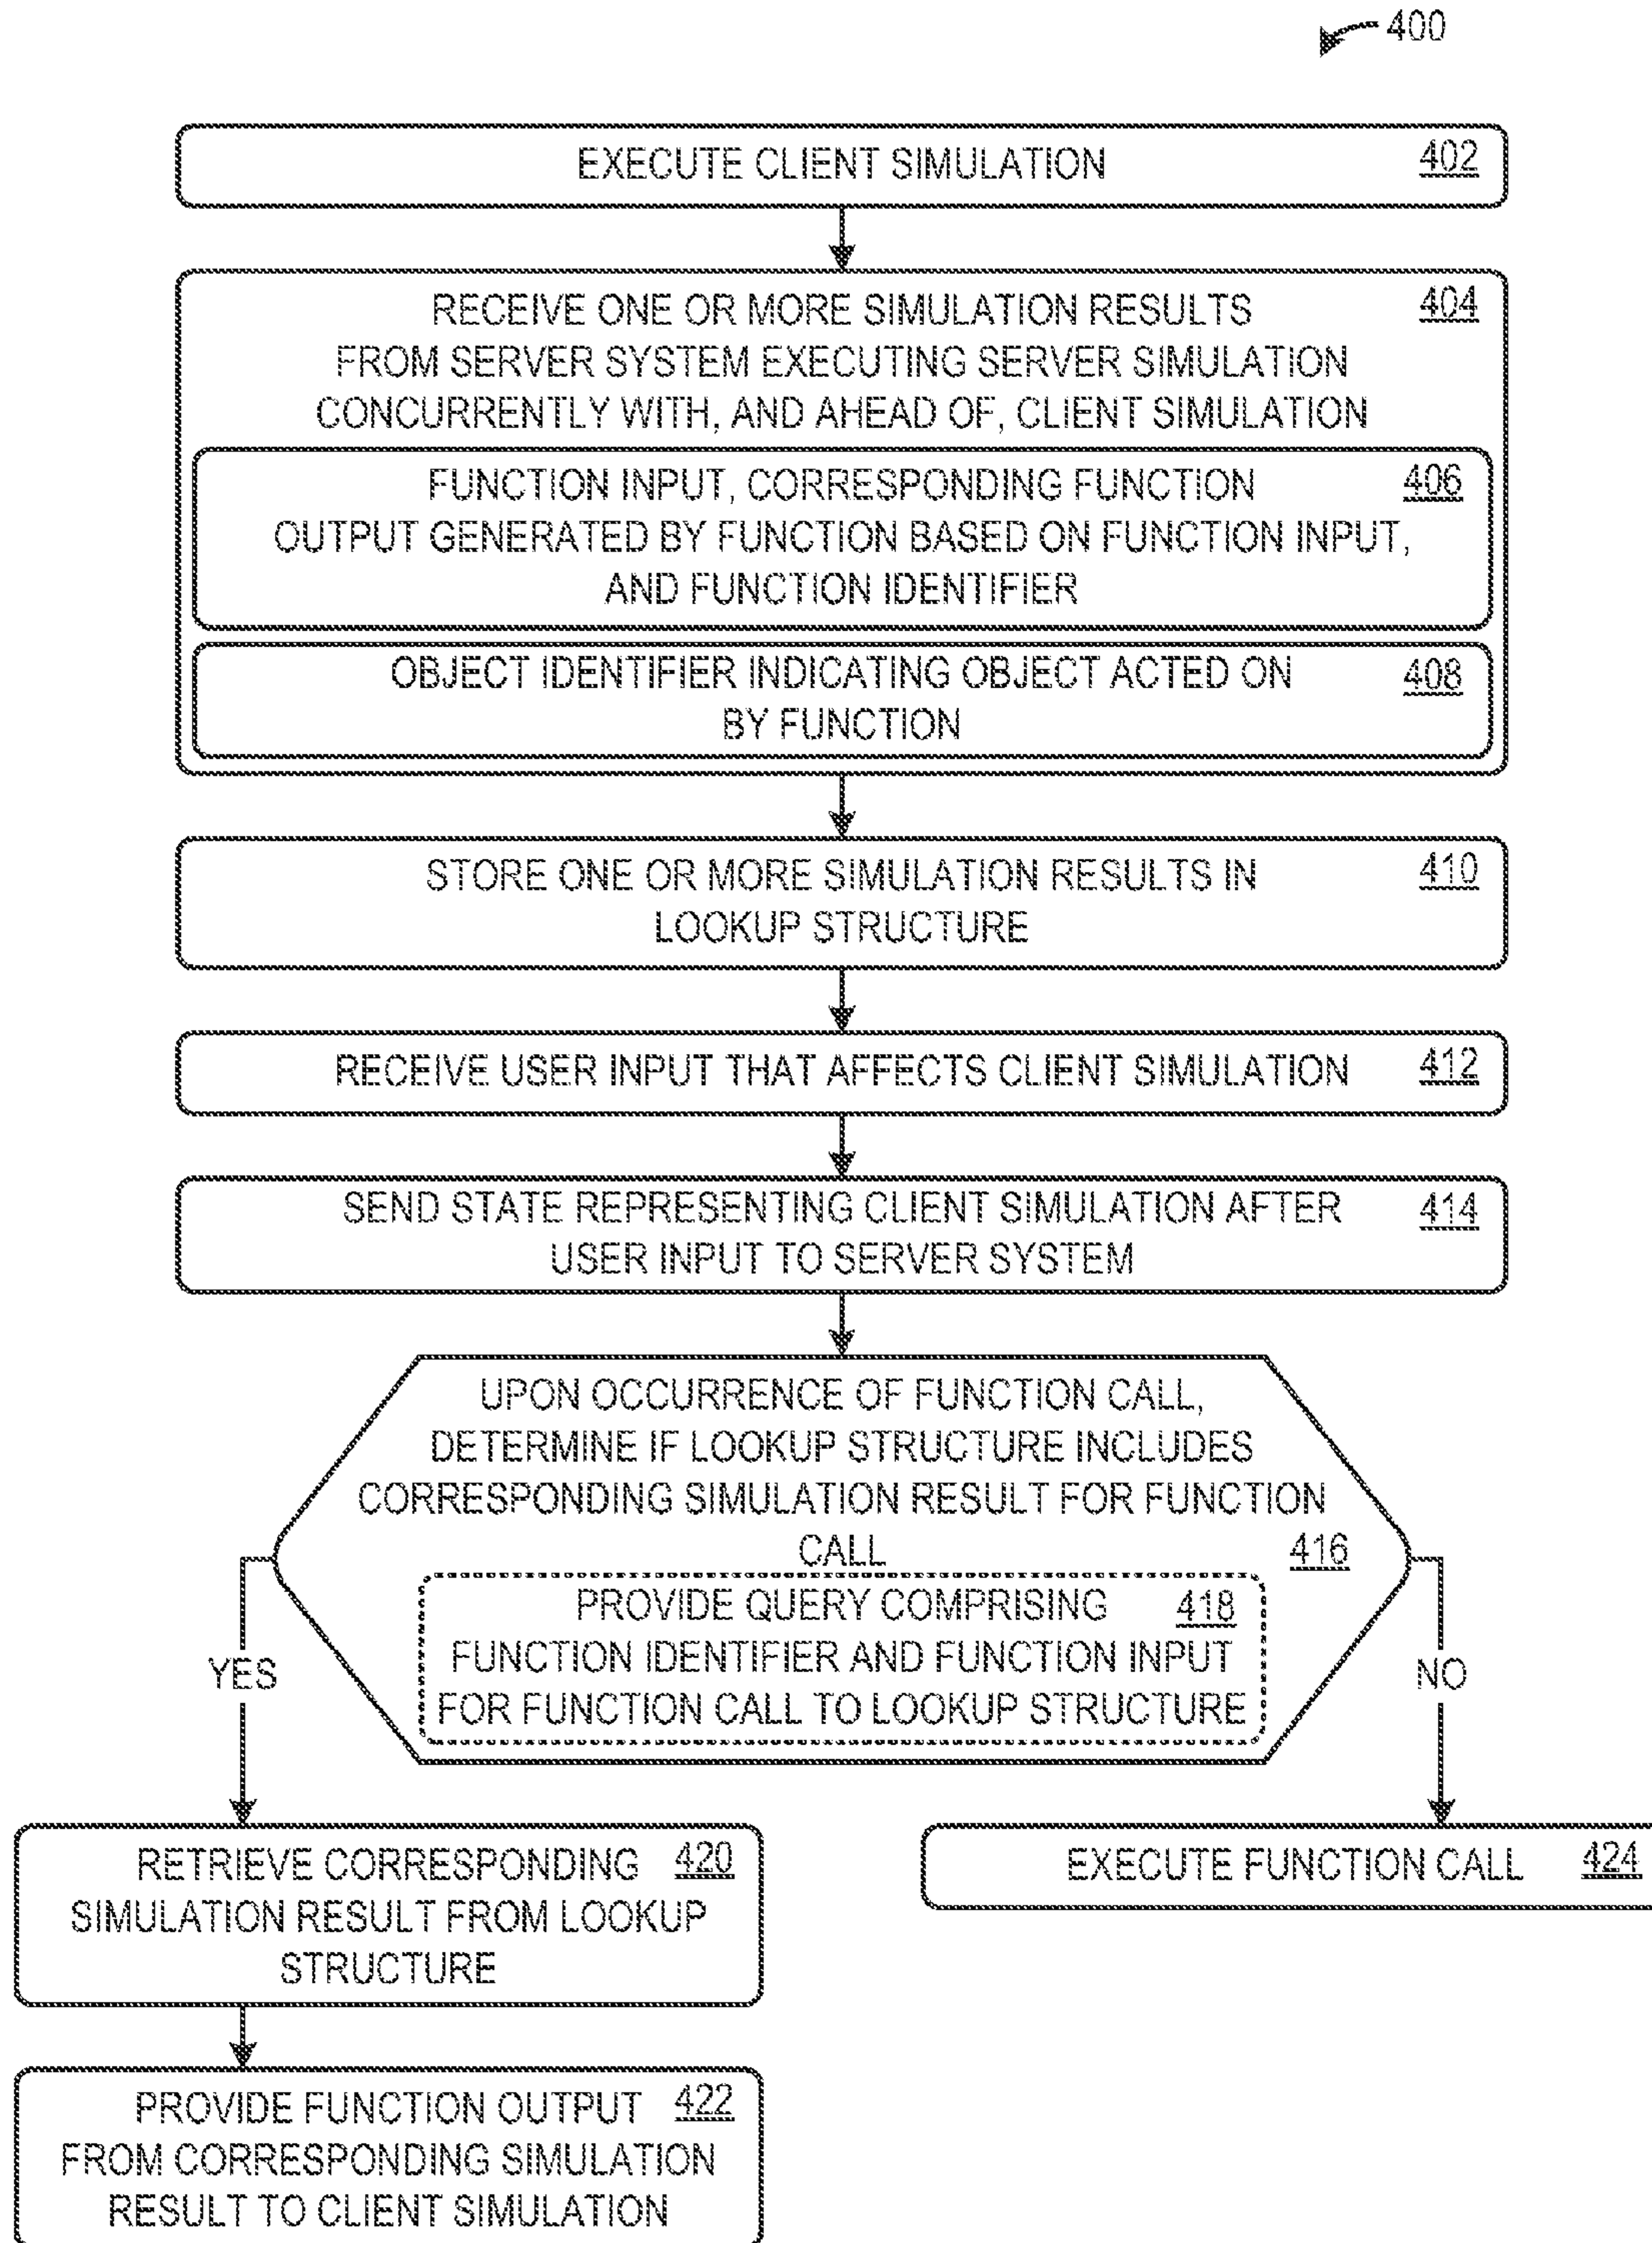 400
EXECUTE CLIENT SIMULATION 402
RECEIVE ONE OR MORE SIMULATION RESULTS 404
FROM SERVER SYSTEM EXECUTING SERVER SIMULATION
CONCURRENTLY WITH, AND AHEAD OF, CLIENT SIMULATION
FUNCTION INPUT, CORRESPONDING FUNCTION 406
OUTPUT GENERATED BY FUNCTION BASED ON FUNCTION INPUT,
AND FUNCTION IDENTIFIER
OBJECT IDENTIFIER INDICATING OBJECT ACTED ON 408
BY FUNCTION
STORE ONE OR MORE SIMULATION RESULTS IN 410
LOOKUP STRUCTURE
RECEIVE USER INPUT THAT AFFECTS CLIENT SIMULATION 412
SEND STATE REPRESENTING CLIENT SIMULATION AFTER 414
USER INPUT TO SERVER SYSTEM
UPON OCCURRENCE OF FUNCTION CALL,
DETERMINE IF LOOKUP STRUCTURE INCLUDES
CORRESPONDING SIMULATION RESULT FOR FUNCTION
CALL 416
PROVIDE QUERY COMPRISING 418
FUNCTION IDENTIFIER AND FUNCTION INPUT
FOR FUNCTION CALL TO LOOKUP STRUCTURE
YES
NO
RETRIEVE CORRESPONDING 420
SIMULATION RESULT FROM LOOKUP
STRUCTURE
EXECUTE FUNCTION CALL 424
PROVIDE FUNCTION OUTPUT 422
FROM CORRESPONDING SIMULATION
RESULT TO CLIENT SIMULATION